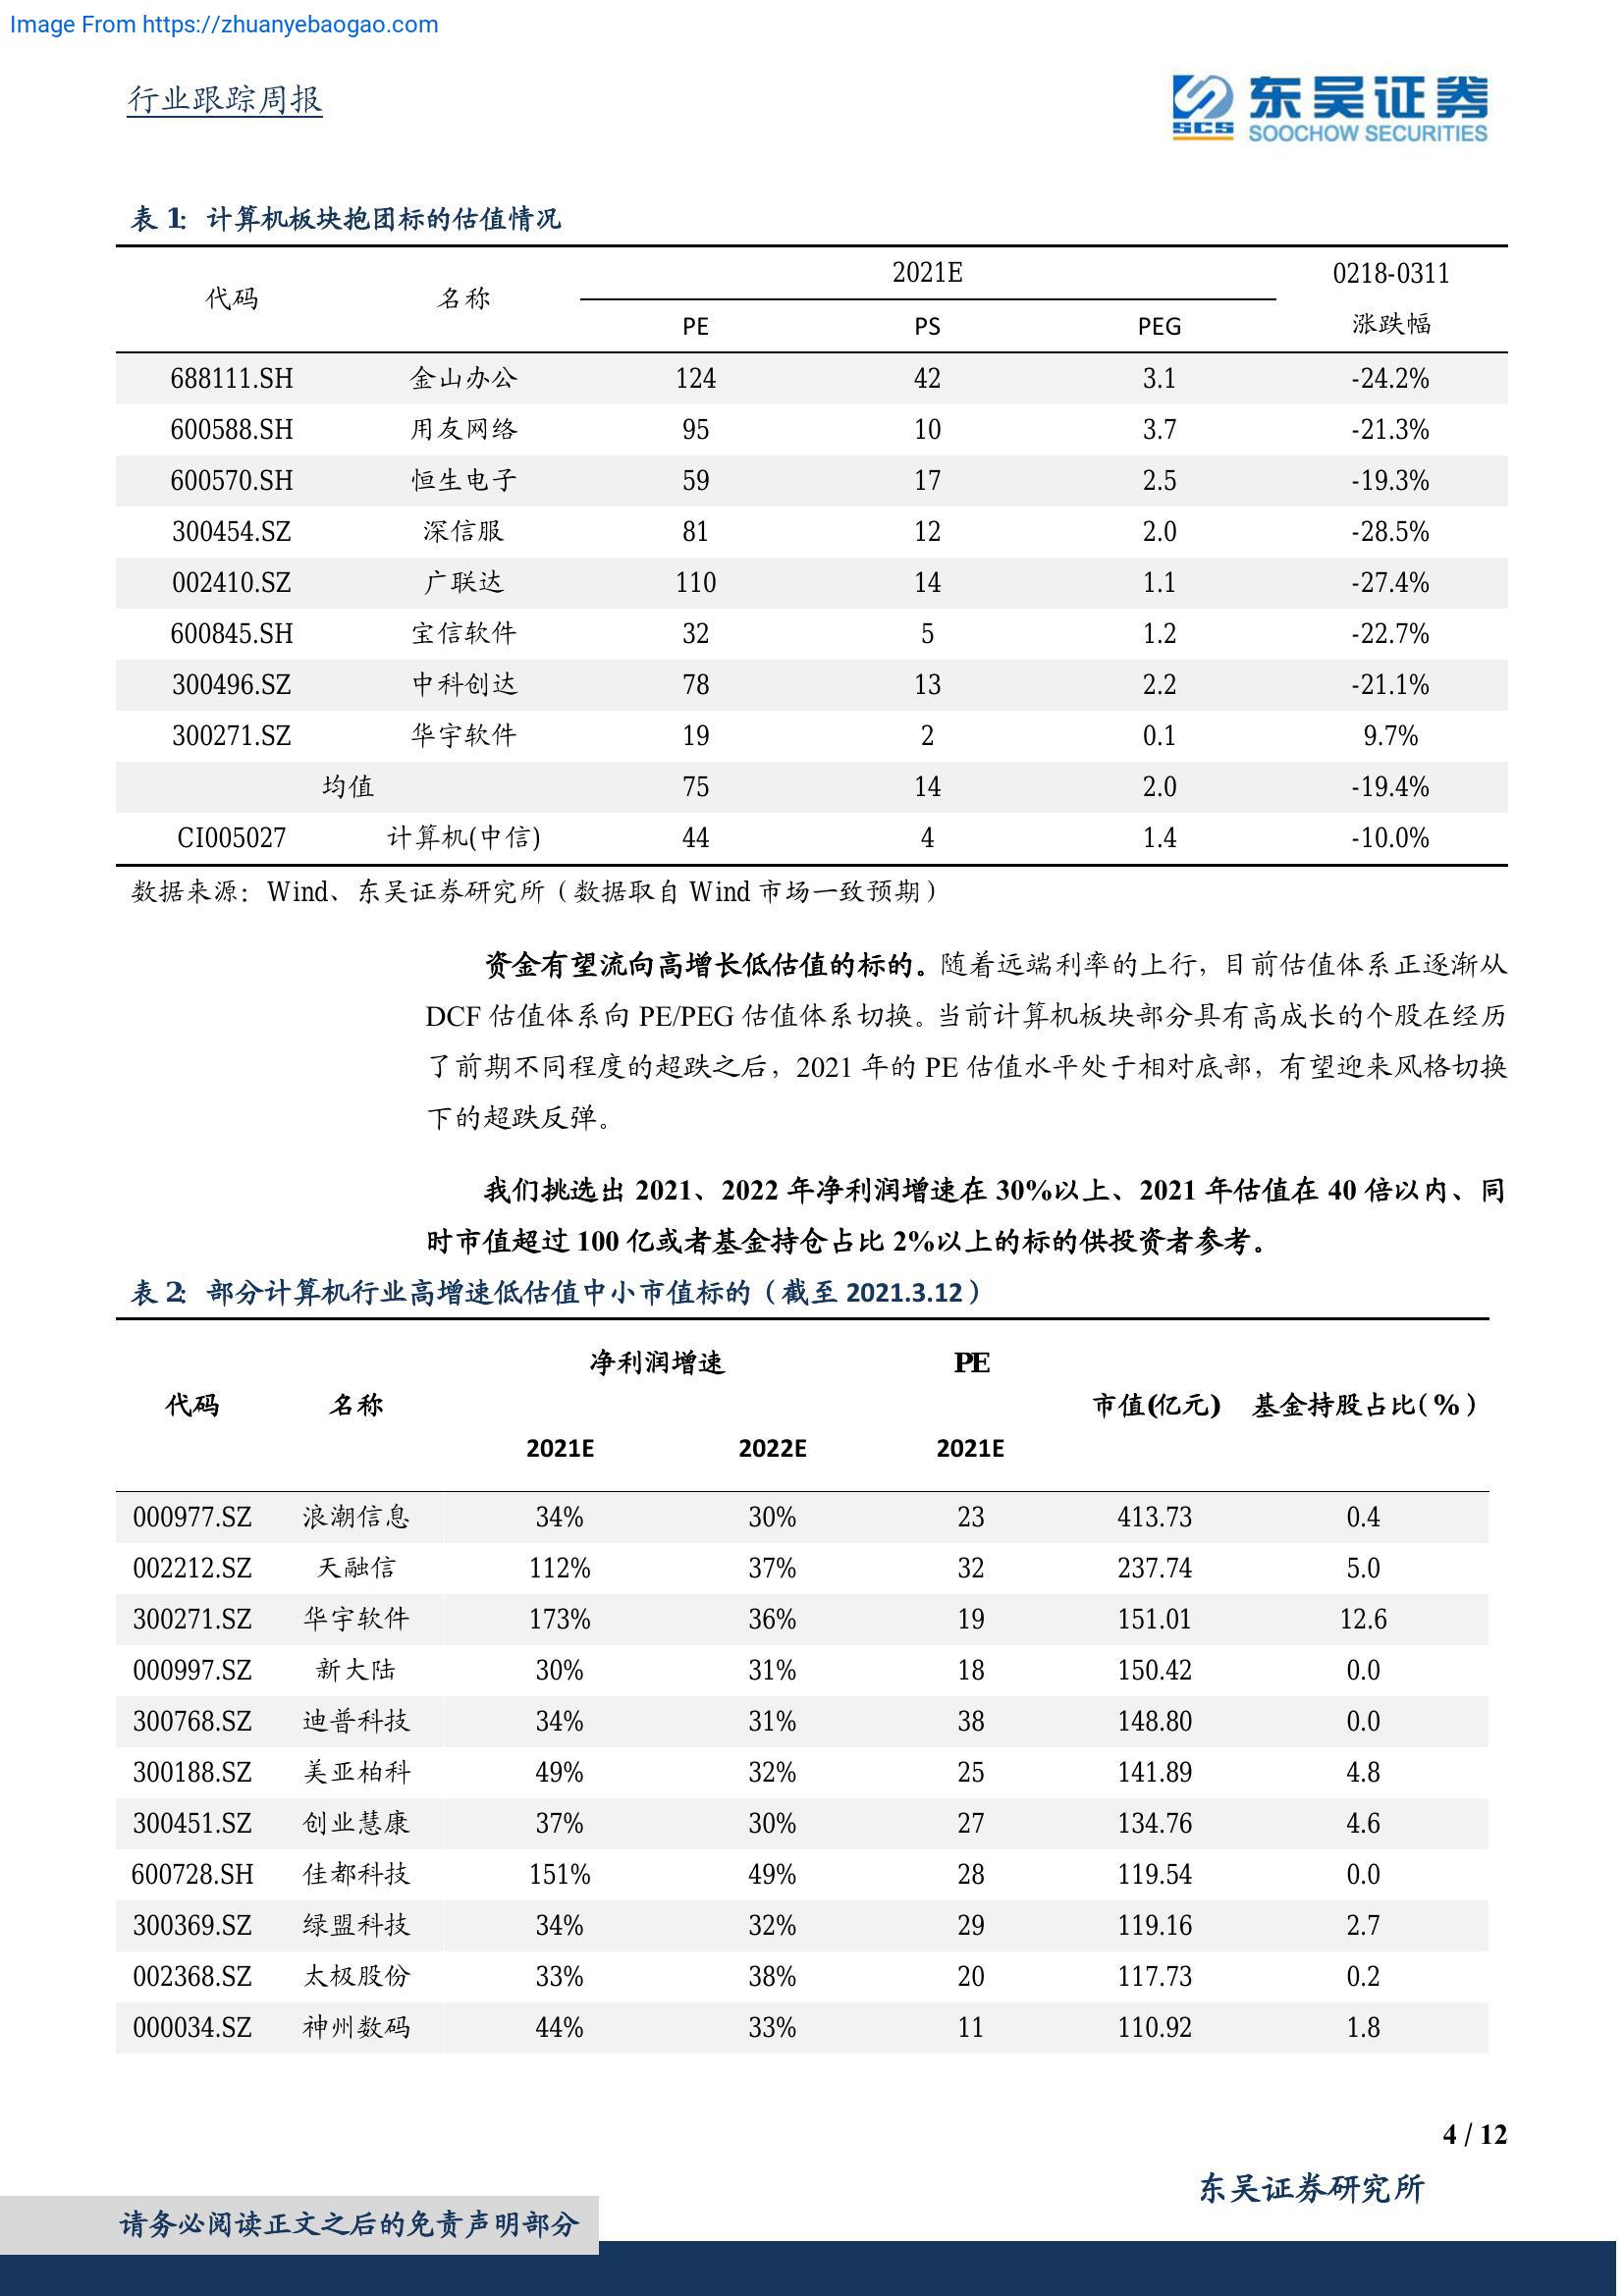 Image From https://zhuanyebaogao.com
行业跟踪周报
SCS 东吴证券
SOOCHOW SECURITIES
表 1: 计算机板块抱团标的估值情况
代码 名称 2021E 0218-0311
PE PS PEG 涨跌幅
688111.SH 金山办公 124 42 3.1 -24.2%
600588.SH 用友网络 95 10 3.7 -21.3%
600570.SH 恒生电子 59 17 2.5 -19.3%
300454.SZ 深信服 81 12 2.0 -28.5%
002410.SZ 广联达 110 14 1.1 -27.4%
600845.SH 宝信软件 32 5 1.2 -22.7%
300496.SZ 中科创达 78 13 2.2 -21.1%
300271.SZ 华宇软件 19 2 0.1 9.7%
均值 75 14 2.0 -19.4%
CI005027 计算机(中信) 44 4 1.4 -10.0%
数据来源：Wind、东吴证券研究所（数据取自 Wind 市场一致预期）
资金有望流向高增长低估值的标的。随着远端利率的上行，目前估值体系正逐渐从
DCF 估值体系向 PE/PEG 估值体系切换。当前计算机板块部分具有高成长的个股在经历
了前期不同程度的超跌之后，2021 年的 PE 估值水平处于相对底部，有望迎来风格切换
下的超跌反弹。
我们挑选出 2021、2022 年净利润增速在 30%以上、2021 年估值在 40 倍以内、同
时市值超过 100 亿或者基金持仓占比 2%以上的标的供投资者参考。
表 2: 部分计算机行业高增速低估值中小市值标的（截至 2021.3.12）
净利润增速 PE
代码 名称 市值(亿元) 基金持股占比(%)
2021E 2022E 2021E
000977.SZ 浪潮信息 34% 30% 23 413.73 0.4
002212.SZ 天融信 112% 37% 32 237.74 5.0
300271.SZ 华宇软件 173% 36% 19 151.01 12.6
000997.SZ 新大陆 30% 31% 18 150.42 0.0
300768.SZ 迪普科技 34% 31% 38 148.80 0.0
300188.SZ 美亚柏科 49% 32% 25 141.89 4.8
300451.SZ 创业慧康 37% 30% 27 134.76 4.6
600728.SH 佳都科技 151% 49% 28 119.54 0.0
300369.SZ 绿盟科技 34% 32% 29 119.16 2.7
002368.SZ 太极股份 33% 38% 20 117.73 0.2
000034.SZ 神州数码 44% 33% 11 110.92 1.8
4 / 12
东吴证券研究所
请务必阅读正文之后的免责声明部分